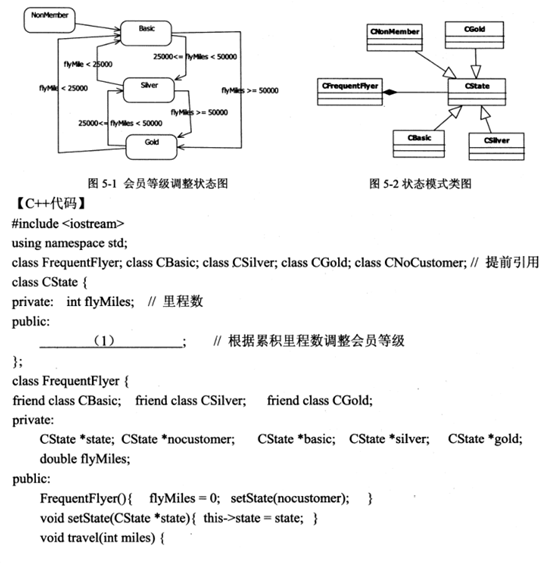 NonMember
Basic
25000<= flyMiles < 50000
flyMile < 25000
flyMile < 25000
Silver
flyMiles >= 50000
flyMiles >= 50000
25000<= flyMiles < 50000
Gold
图 5-1 会员等级调整状态图
CNonMember
CGold
CFrequentFlyer
CState
CBasic
CSilver
图 5-2 状态模式类图
【C++代码】
#include <iostream>
using namespace std;
class FrequentFlyer; class CBasic; class CSilver; class CGold; class CNoCustomer; // 提前引用
class CState {
private: int flyMiles; // 里程数
public:
（1） ; // 根据累积里程数调整会员等级
};
class FrequentFlyer {
friend class CBasic; friend class CSilver; friend class CGold;
private:
CState *state; CState *nocustomer; CState *basic; CState *silver; CState *gold;
double flyMiles;
public:
FrequentFlyer(){ flyMiles = 0; setState(nocustomer); }
void setState(CState *state){ this->state = state; }
void travel(int miles) {